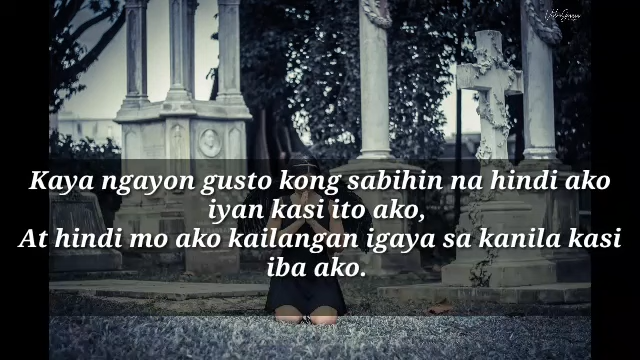 Kaya ngayon gusto kong sabihin na hindi ako
iyan kasi ito ako,
At hindi mo ako kailangan igaya sa kanila kasi
iba ako.